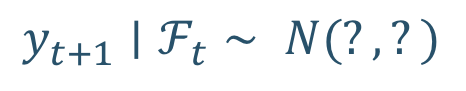 y_{t+1} | ℱ_t ~ N(?,?)